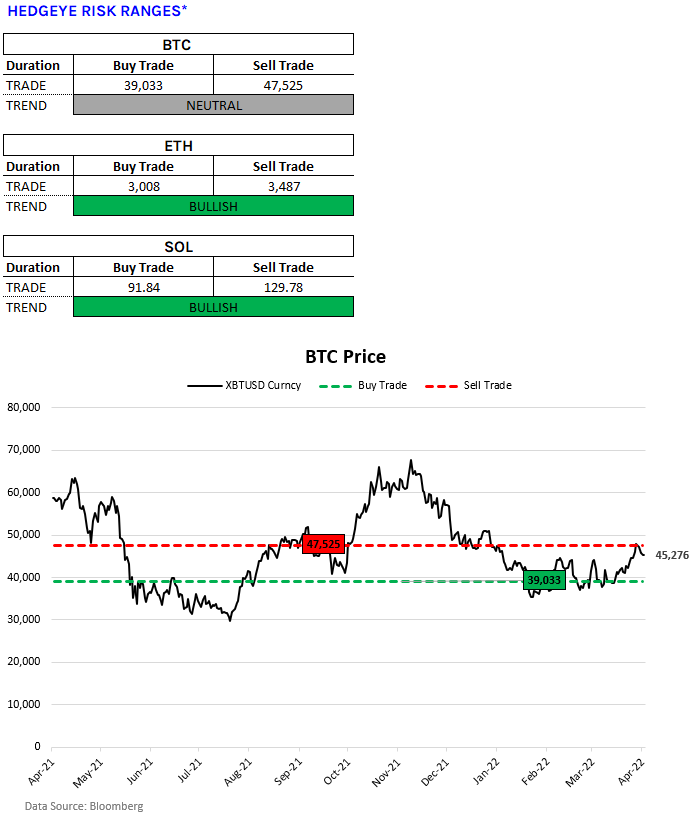 HEDGEYE RISK RANGES*
BTC
Duration Buy Trade Sell Trade
TRADE 39,033 47,525
TREND NEUTRAL
ETH
Duration Buy Trade Sell Trade
TRADE 3,008 3,487
TREND BULLISH
SOL
Duration Buy Trade Sell Trade
TRADE 91.84 129.78
TREND BULLISH
BTC Price
XBTUSD Curncy Buy Trade Sell Trade
80,000
70,000
60,000
50,000
47,525
45,276
40,000
39,033
30,000
20,000
10,000
0
Apr-21 May-21 Jun-21 Jul-21 Aug-21 Sep-21 Oct-21 Nov-21 Dec-21 Jan-22 Feb-22 Mar-22 Apr-22
Data Source: Bloomberg